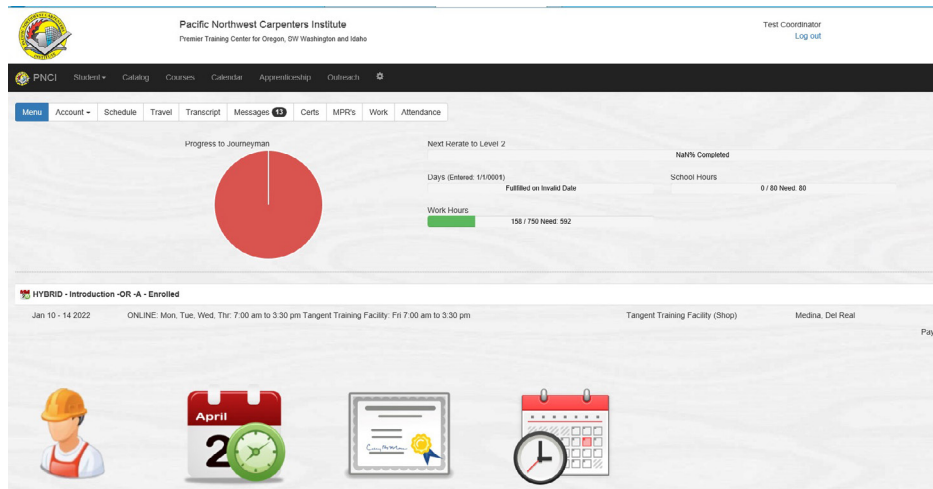 Pacific Northwest Carpenters Institute
Premier Training Center for Oregon, SW Washington and Idaho
Test Coordinator
Log out
PNCI Student Catalog Courses Calendar Apprenticeship Outreach
Menu Account Schedule Travel Transcript Messages 13 Certs MPR's Work Attendance
Progress to Journeyman
Next Rerate to Level 2
NaN% Completed
Days (Entered: 1/1/0001)
Fulfilled on Invalid Date
School Hours
0 / 80 Need: 80
Work Hours
158 / 750 Need: 592
HYBRID - Introduction -OR -A - Enrolled
Jan 10 - 14 2022 ONLINE: Mon, Tue, Wed, Thr: 7:00 am to 3:30 pm Tangent Training Facility: Fri 7:00 am to 3:30 pm Tangent Training Facility (Shop) Medina, Del Real
Pay
April
2